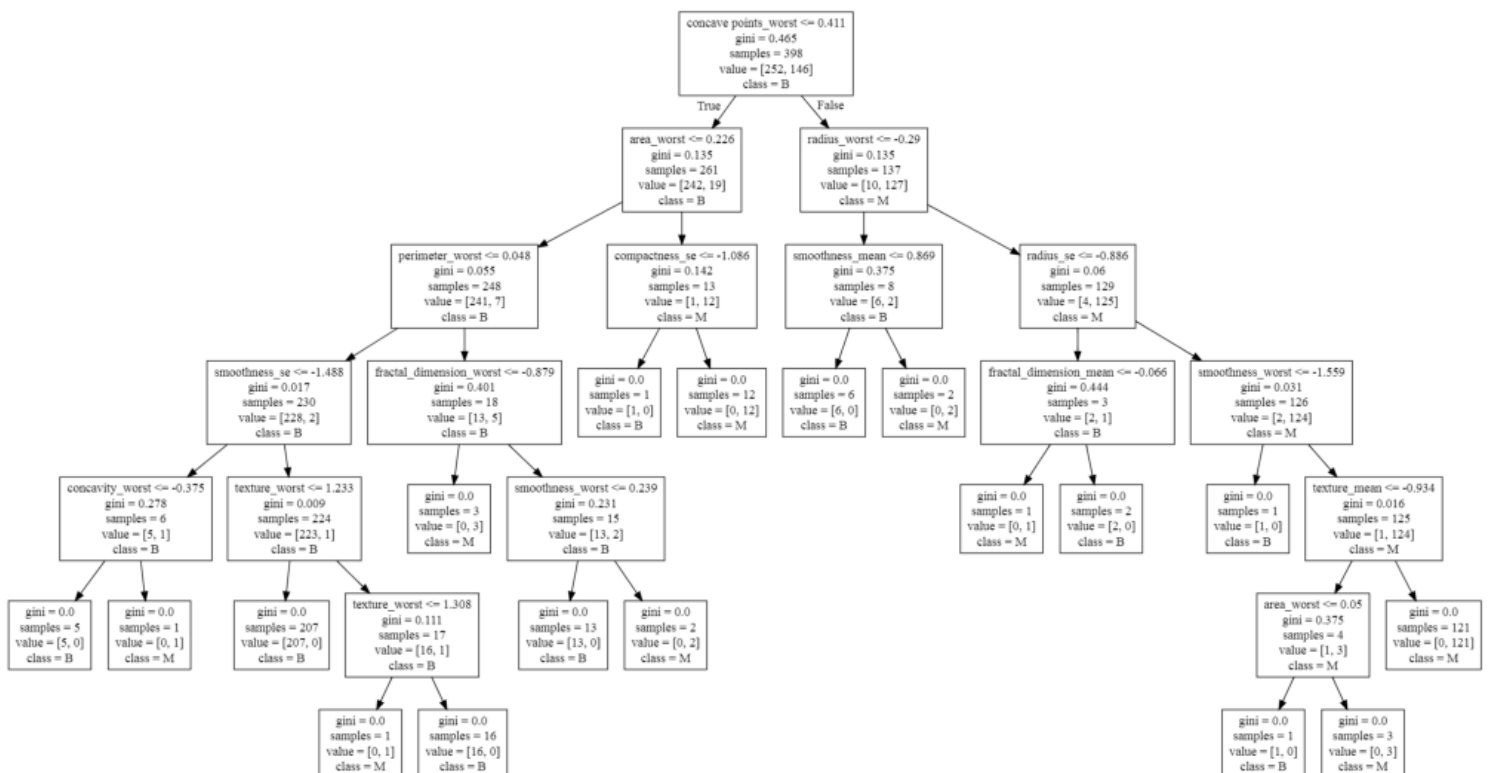 concave points_worst <= 0.411
gini = 0.465
samples = 398
value = [252, 146]
class = B
True
False
area_worst <= 0.226
gini = 0.135
samples = 261
value = [242, 19]
class = B
radius_worst <= -0.29
gini = 0.135
samples = 137
value = [10, 127]
class = M
perimeter_worst <= 0.048
gini = 0.055
samples = 248
value = [241, 7]
class = B
compactness_se <= -1.086
gini = 0.142
samples = 13
value = [1, 12]
class = M
smoothness_mean <= 0.869
gini = 0.375
samples = 8
value = [6, 2]
class = B
radius_se <= -0.886
gini = 0.06
samples = 129
value = [4, 125]
class = M
smoothness_se <= -1.488
gini = 0.017
samples = 230
value = [228, 2]
class = B
fractal_dimension_worst <= -0.879
gini = 0.401
samples = 18
value = [13, 5]
class = B
gini = 0.0
samples = 1
value = [1, 0]
class = B
gini = 0.0
samples = 12
value = [0, 12]
class = M
gini = 0.0
samples = 6
value = [6, 0]
class = B
gini = 0.0
samples = 2
value = [0, 2]
class = M
fractal_dimension_mean <= -0.066
gini = 0.444
samples = 3
value = [2, 1]
class = B
smoothness_worst <= -1.559
gini = 0.031
samples = 126
value = [2, 124]
class = M
concavity_worst <= -0.375
gini = 0.278
samples = 6
value = [5, 1]
class = B
texture_worst <= 1.233
gini = 0.009
samples = 224
value = [223, 1]
class = B
gini = 0.0
samples = 3
value = [0, 3]
class = M
smoothness_worst <= 0.239
gini = 0.231
samples = 15
value = [13, 2]
class = B
gini = 0.0
samples = 1
value = [0, 1]
class = M
gini = 0.0
samples = 2
value = [2, 0]
class = B
gini = 0.0
samples = 1
value = [1, 0]
class = B
texture_mean <= -0.934
gini = 0.016
samples = 125
value = [1, 124]
class = M
gini = 0.0
samples = 5
value = [5, 0]
class = B
gini = 0.0
samples = 1
value = [0, 1]
class = M
gini = 0.0
samples = 207
value = [207, 0]
class = B
texture_worst <= 1.308
gini = 0.111
samples = 17
value = [16, 1]
class = B
gini = 0.0
samples = 13
value = [13, 0]
class = B
gini = 0.0
samples = 2
value = [0, 2]
class = M
area_worst <= 0.05
gini = 0.375
samples = 4
value = [1, 3]
class = M
gini = 0.0
samples = 121
value = [0, 121]
class = M
gini = 0.0
samples = 1
value = [0, 1]
class = M
gini = 0.0
samples = 16
value = [16, 0]
class = B
gini = 0.0
samples = 1
value = [1, 0]
class = B
gini = 0.0
samples = 3
value = [0, 3]
class = M